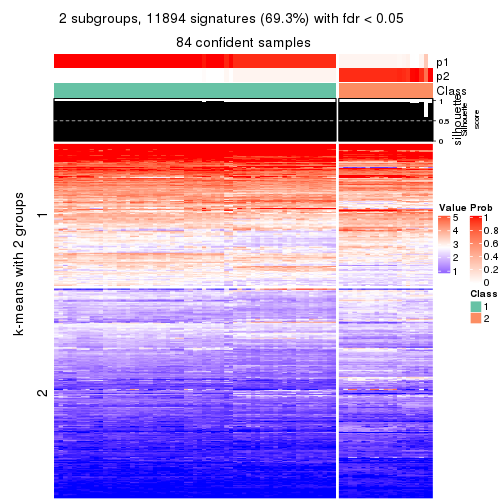 2 subgroups, 11894 signatures (69.3%) with fdr < 0.05
84 confident samples
p1
p2
Class
1
0.5
0
silhouette
Silhouette
score
k-means with 2 groups
1
2
Value
5
4
3
2
1
Prob
1
0.8
0.6
0.4
0.2
0
Class
1
2